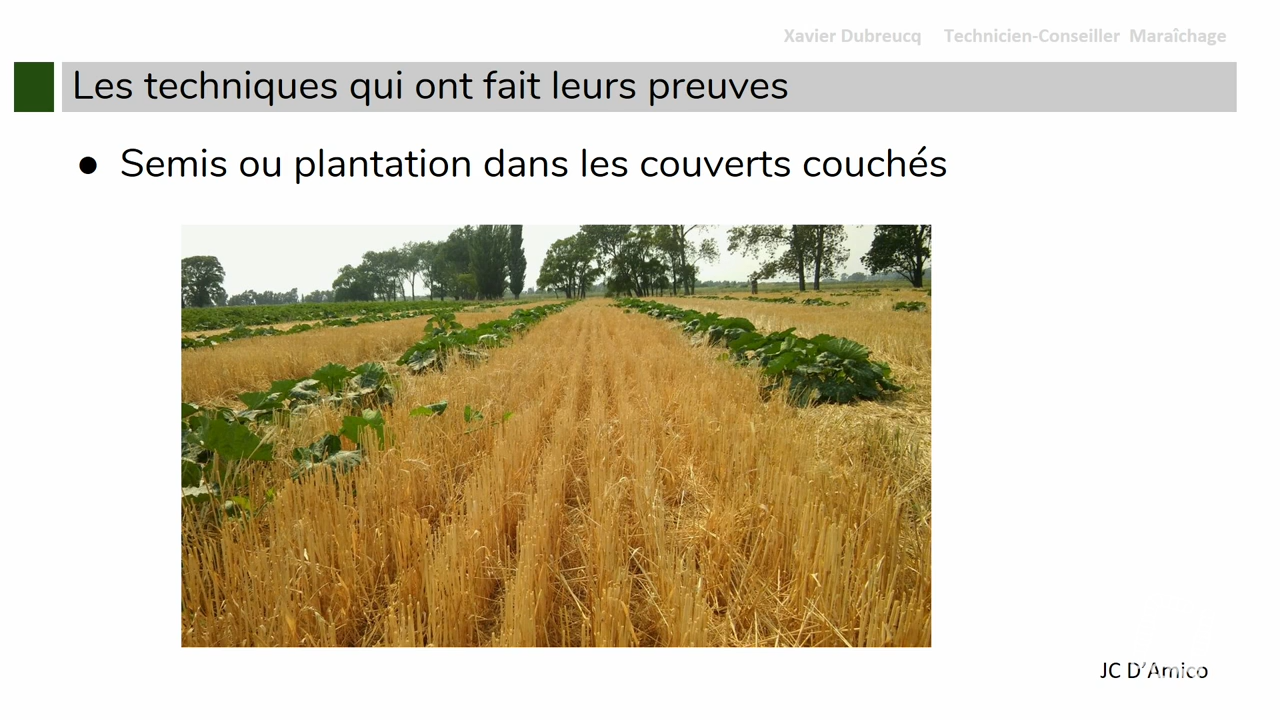 Xavier Dubreucq Technicien-Conseiller Maraîchage
Les techniques qui ont fait leurs preuves
● Semis ou plantation dans les couverts couchés
JC D'Amico